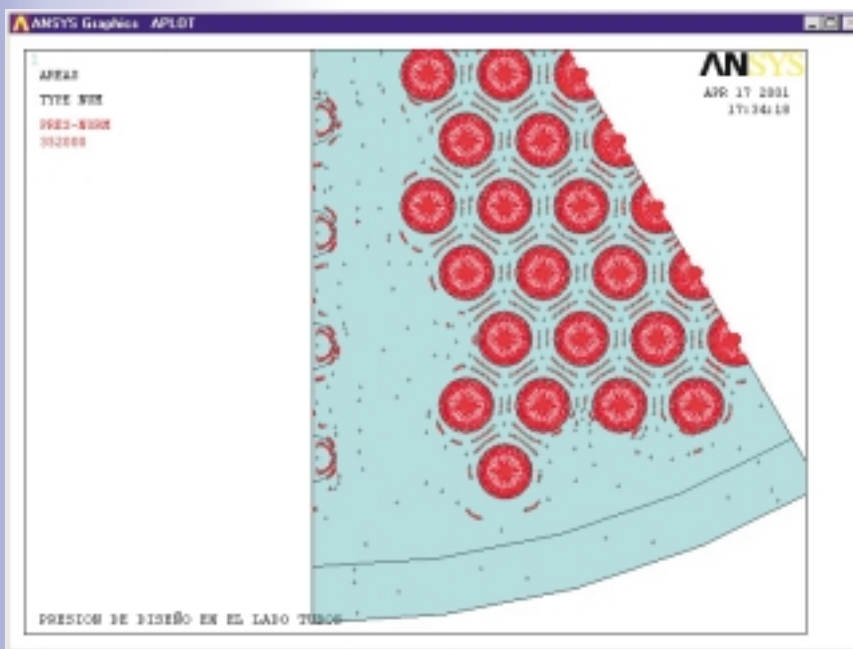 ANSYS Graphics APLOT
1
AREAS
TYPE NUM
PRES-NORM
352000
ANSYS
APR 17 2001
17:34:18
PRESION DE DISEÑO EN EL LADO TUBOS